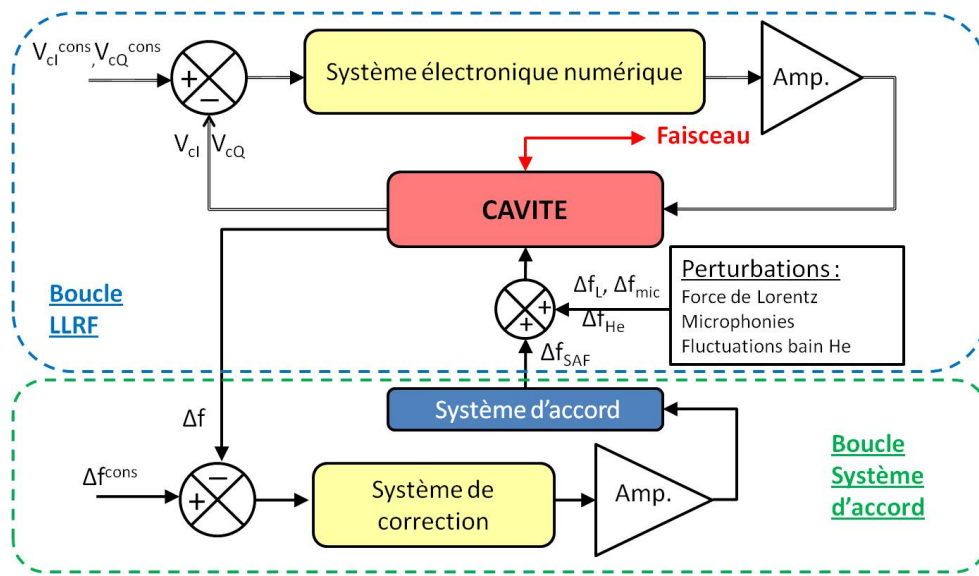 V_cI^cons, V_cQ^cons
+
−
Système électronique numérique
Amp.
V_cI V_cQ
Faisceau
CAVITE
Boucle
LLRF
+
+
Δf_L, Δf_mic
Δf_He
Perturbations :
Force de Lorentz
Microphonies
Fluctuations bain He
Δf_SAF
Système d'accord
Δf
Δf^cons
−
+
Système de
correction
Amp.
Boucle
Système
d'accord